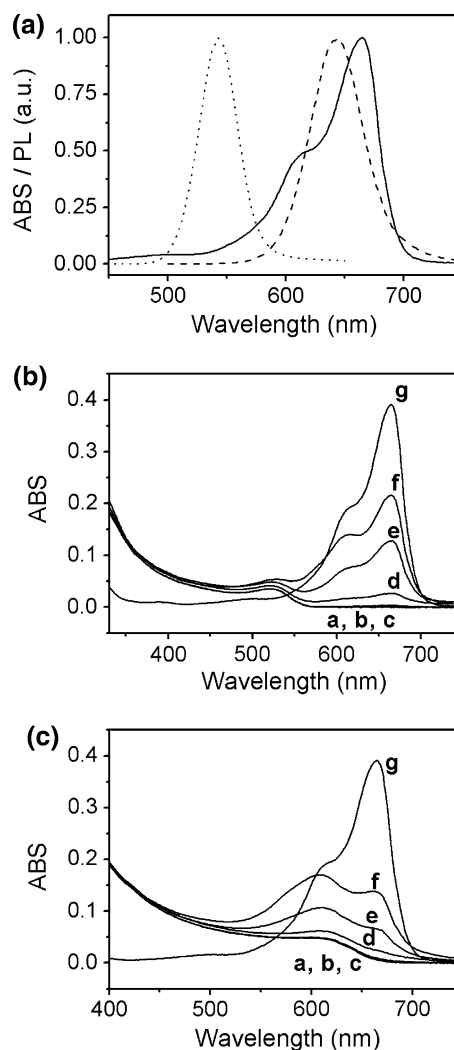 (a)
ABS / PL (a.u.)
1.00
0.75
0.50
0.25
0.00
500 600 700
Wavelength (nm)
(b)
ABS
0.4
0.3
0.2
0.1
0.0
g
f
e
d
a, b, c
400 500 600 700
Wavelength (nm)
(c)
ABS
0.4
0.3
0.2
0.1
0.0
g
f
e
d
a, b, c
400 500 600 700
Wavelength (nm)